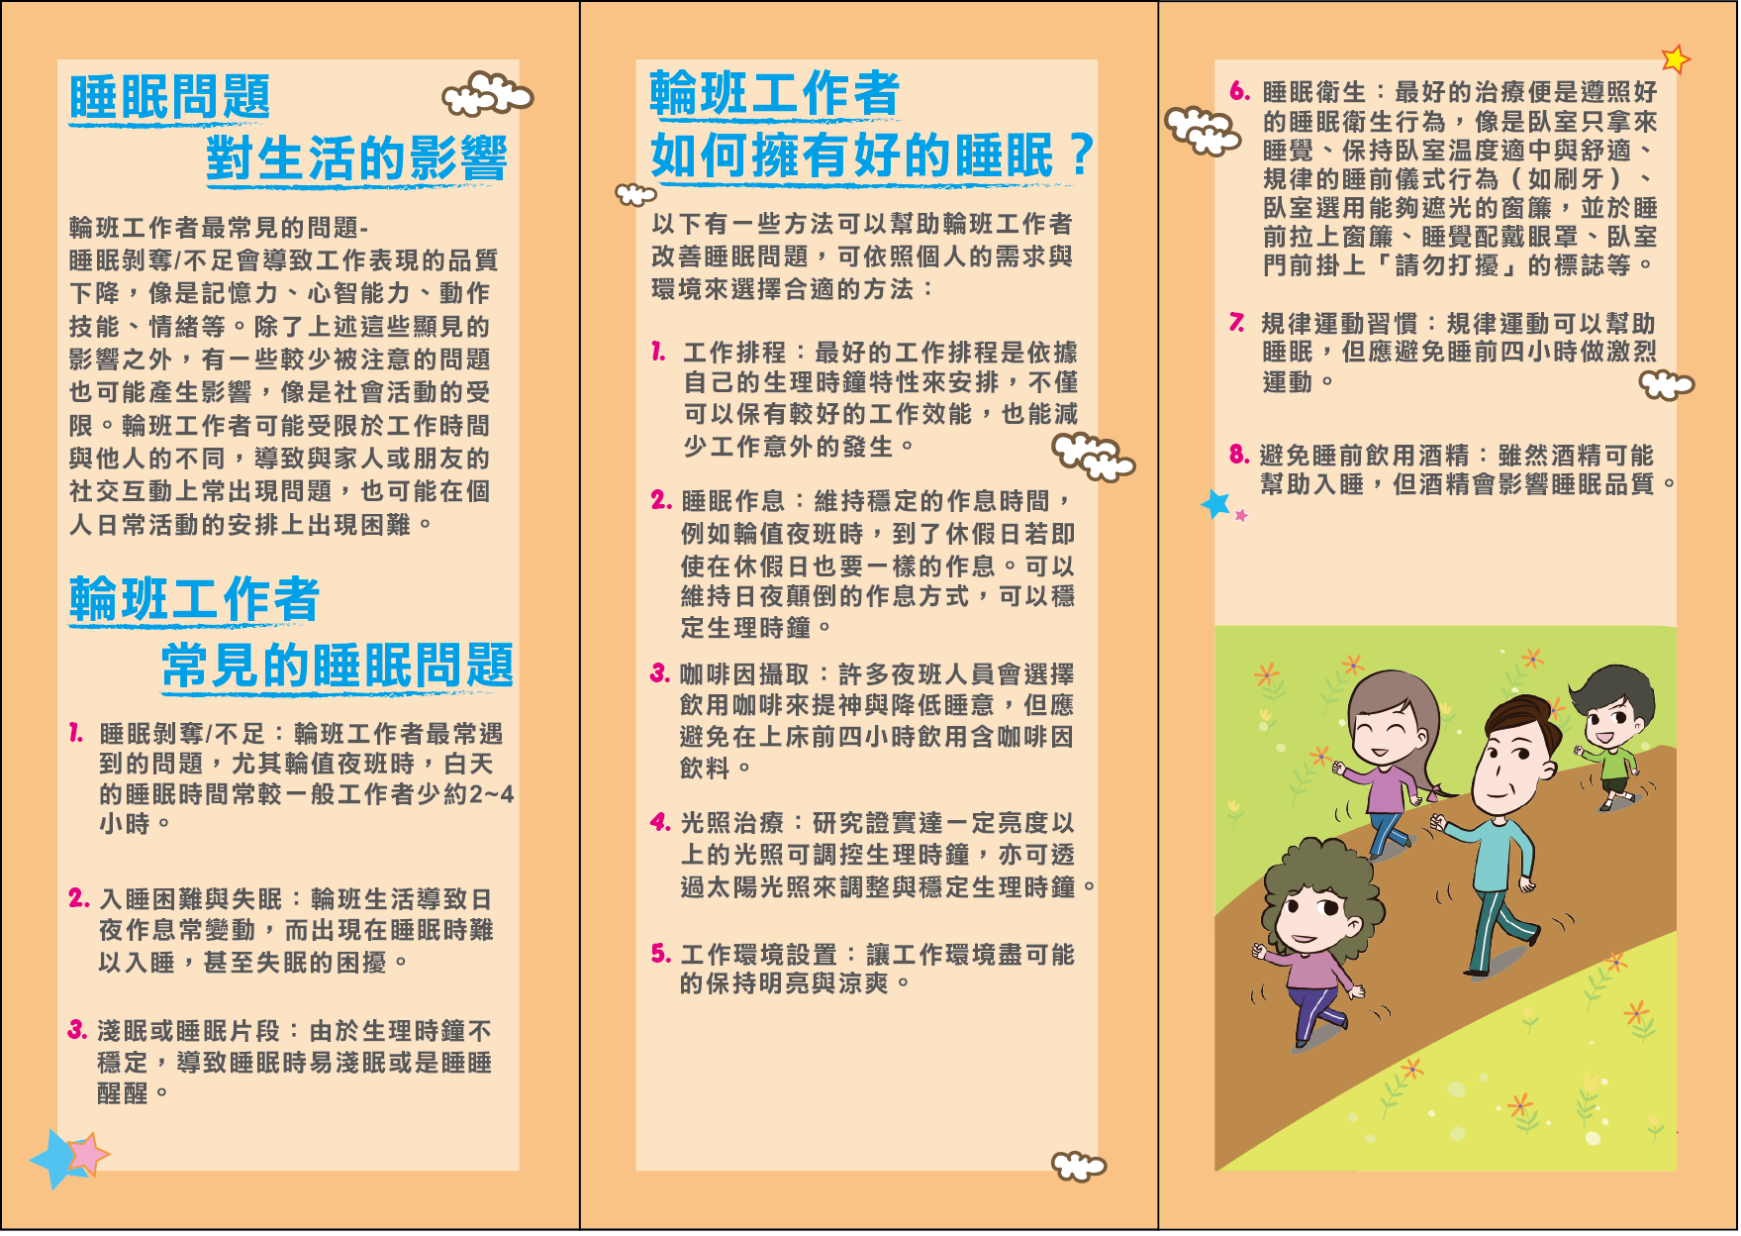 睡眠問題
對生活的影響
輪班工作者最常見的問題-
睡眠剝奪/不足會導致工作表現的品質
下降，像是記憶力、心智能力、動作
技能、情緒等。除了上述這些顯見的
影響之外，有一些較少被注意的問題
也可能產生影響，像是社會活動的受
限。輪班工作者可能受限於工作時間
與他人的不同，導致與家人或朋友的
社交互動上常出現問題，也可能在個
人日常活動的安排上出現困難。
輪班工作者
常見的睡眠問題
1. 睡眠剝奪/不足：輪班工作者最常遇
到的問題，尤其輪值夜班時，白天
的睡眠時間常較一般工作者少約2~4
小時。
2. 入睡困難與失眠：輪班生活導致日
夜作息常變動，而出現在睡眠時難
以入睡，甚至失眠的困擾。
3. 淺眠或睡眠片段：由於生理時鐘不
穩定，導致睡眠時易淺眠或是睡睡
醒醒。
輪班工作者
如何擁有好的睡眠？
以下有一些方法可以幫助輪班工作者
改善睡眠問題，可依照個人的需求與
環境來選擇合適的方法：
1. 工作排程：最好的工作排程是依據
自己的生理時鐘特性來安排，不僅
可以保有較好的工作效能，也能減
少工作意外的發生。
2. 睡眠作息：維持穩定的作息時間，
例如輪值夜班時，到了休假日若即
使在休假日也要一樣的作息。可以
維持日夜顛倒的作息方式，可以穩
定生理時鐘。
3. 咖啡因攝取：許多夜班人員會選擇
飲用咖啡來提神與降低睡意，但應
避免在上床前四小時飲用含咖啡因
飲料。
4. 光照治療：研究證實達一定亮度以
上的光照可調控生理時鐘，亦可透
過太陽光照來調整與穩定生理時鐘。
5. 工作環境設置：讓工作環境盡可能
的保持明亮與涼爽。
6. 睡眠衛生：最好的治療便是遵照好
的睡眠衛生行為，像是臥室只拿來
睡覺、保持臥室溫度適中與舒適、
規律的睡前儀式行為（如刷牙）、
臥室選用能夠遮光的窗簾，並於睡
前拉上窗簾、睡覺配戴眼罩、臥室
門前掛上「請勿打擾」的標誌等。
7. 規律運動習慣：規律運動可以幫助
睡眠，但應避免睡前四小時做激烈
運動。
8. 避免睡前飲用酒精：雖然酒精可能
幫助入睡，但酒精會影響睡眠品質。